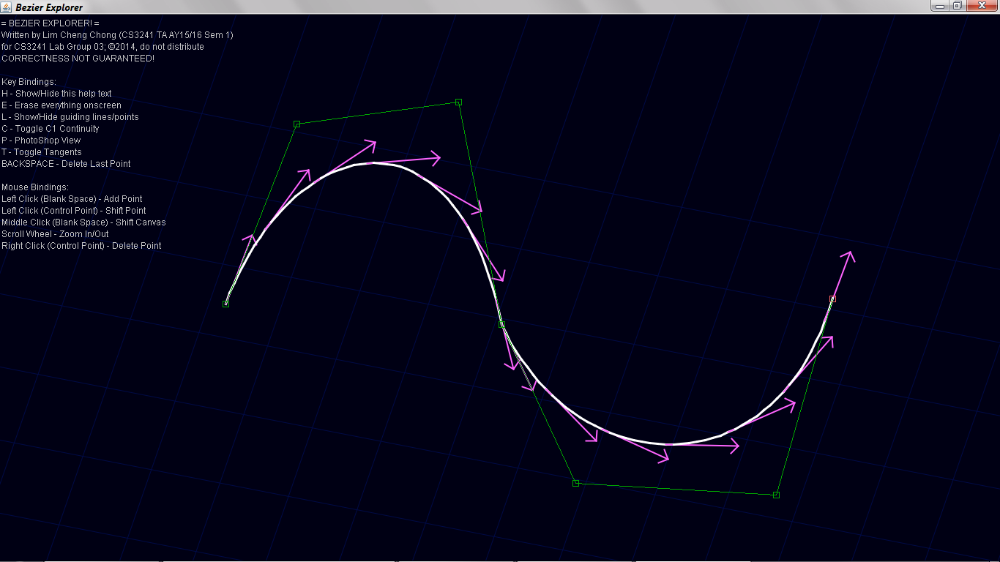 Bezier Explorer
= BEZIER EXPLORER! =
Written by Lim Cheng Chong (CS3241 TA AY15/16 Sem 1)
for CS3241 Lab Group 03; ©2014, do not distribute
CORRECTNESS NOT GUARANTEED!
Key Bindings:
H - Show/Hide this help text
E - Erase everything onscreen
L - Show/Hide guiding lines/points
C - Toggle C1 Continuity
P - PhotoShop View
T - Toggle Tangents
BACKSPACE - Delete Last Point
Mouse Bindings:
Left Click (Blank Space) - Add Point
Left Click (Control Point) - Shift Point
Middle Click (Blank Space) - Shift Canvas
Scroll Wheel - Zoom In/Out
Right Click (Control Point) - Delete Point